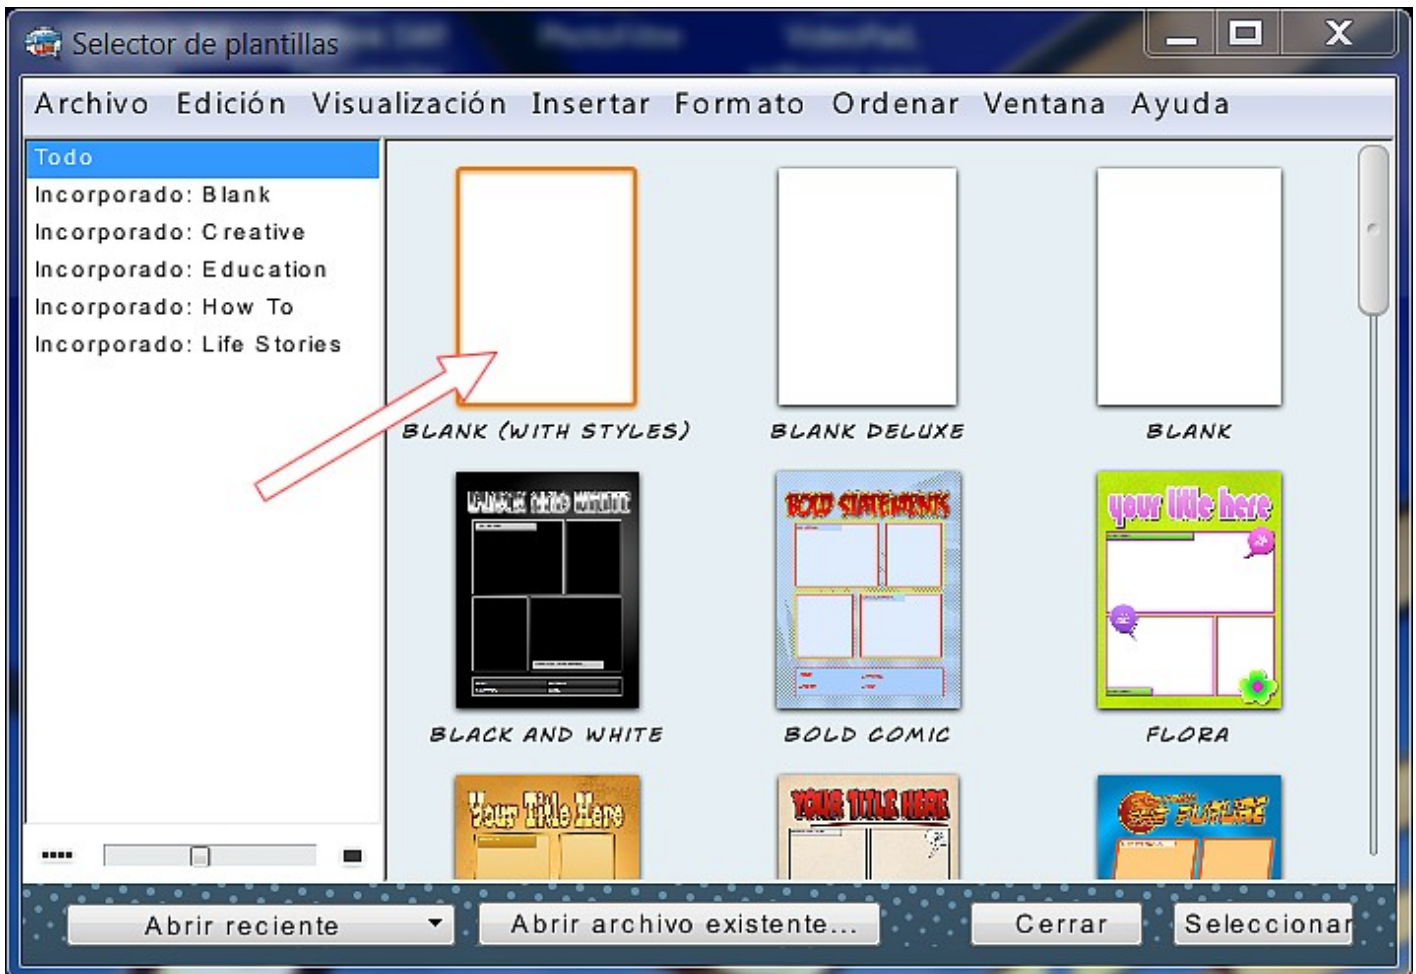 Selector de plantillas
Archivo Edición Visualización Insertar Formato Ordenar Ventana Ayuda
Todo
Incorporado: Blank
Incorporado: Creative
Incorporado: Education
Incorporado: How To
Incorporado: Life Stories
BLANK (WITH STYLES) BLANK DELUXE BLANK
BLACK AND WHITE BOLD STATEMENTS your title here
BLACK AND WHITE BOLD COMIC FLORA
Your Title Here YOUR TITLE HERE FUTURE
Abrir reciente Abrir archivo existente... Cerrar Seleccionar